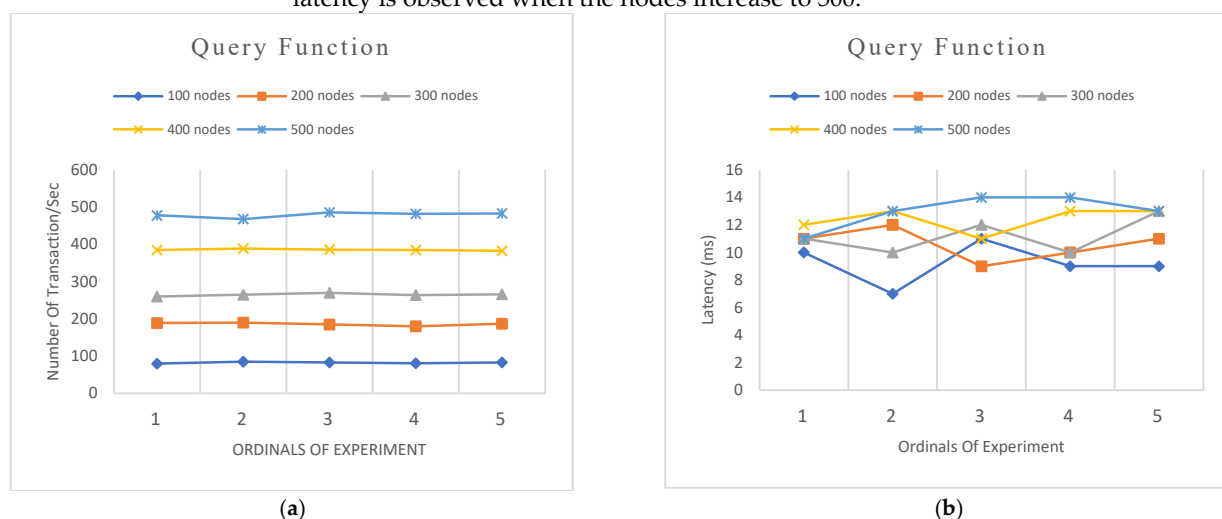 latency is observed when the nodes increase to 500.
Query Function
100 nodes 200 nodes 300 nodes
400 nodes 500 nodes
600
500
400
300
200
100
0
Number Of Transaction/Sec
1 2 3 4 5
ORDINALS OF EXPERIMENT
(a)
Query Function
100 nodes 200 nodes 300 nodes
400 nodes 500 nodes
16
14
12
10
8
6
4
2
0
Latency (ms)
1 2 3 4 5
Ordinals Of Experiment
(b)